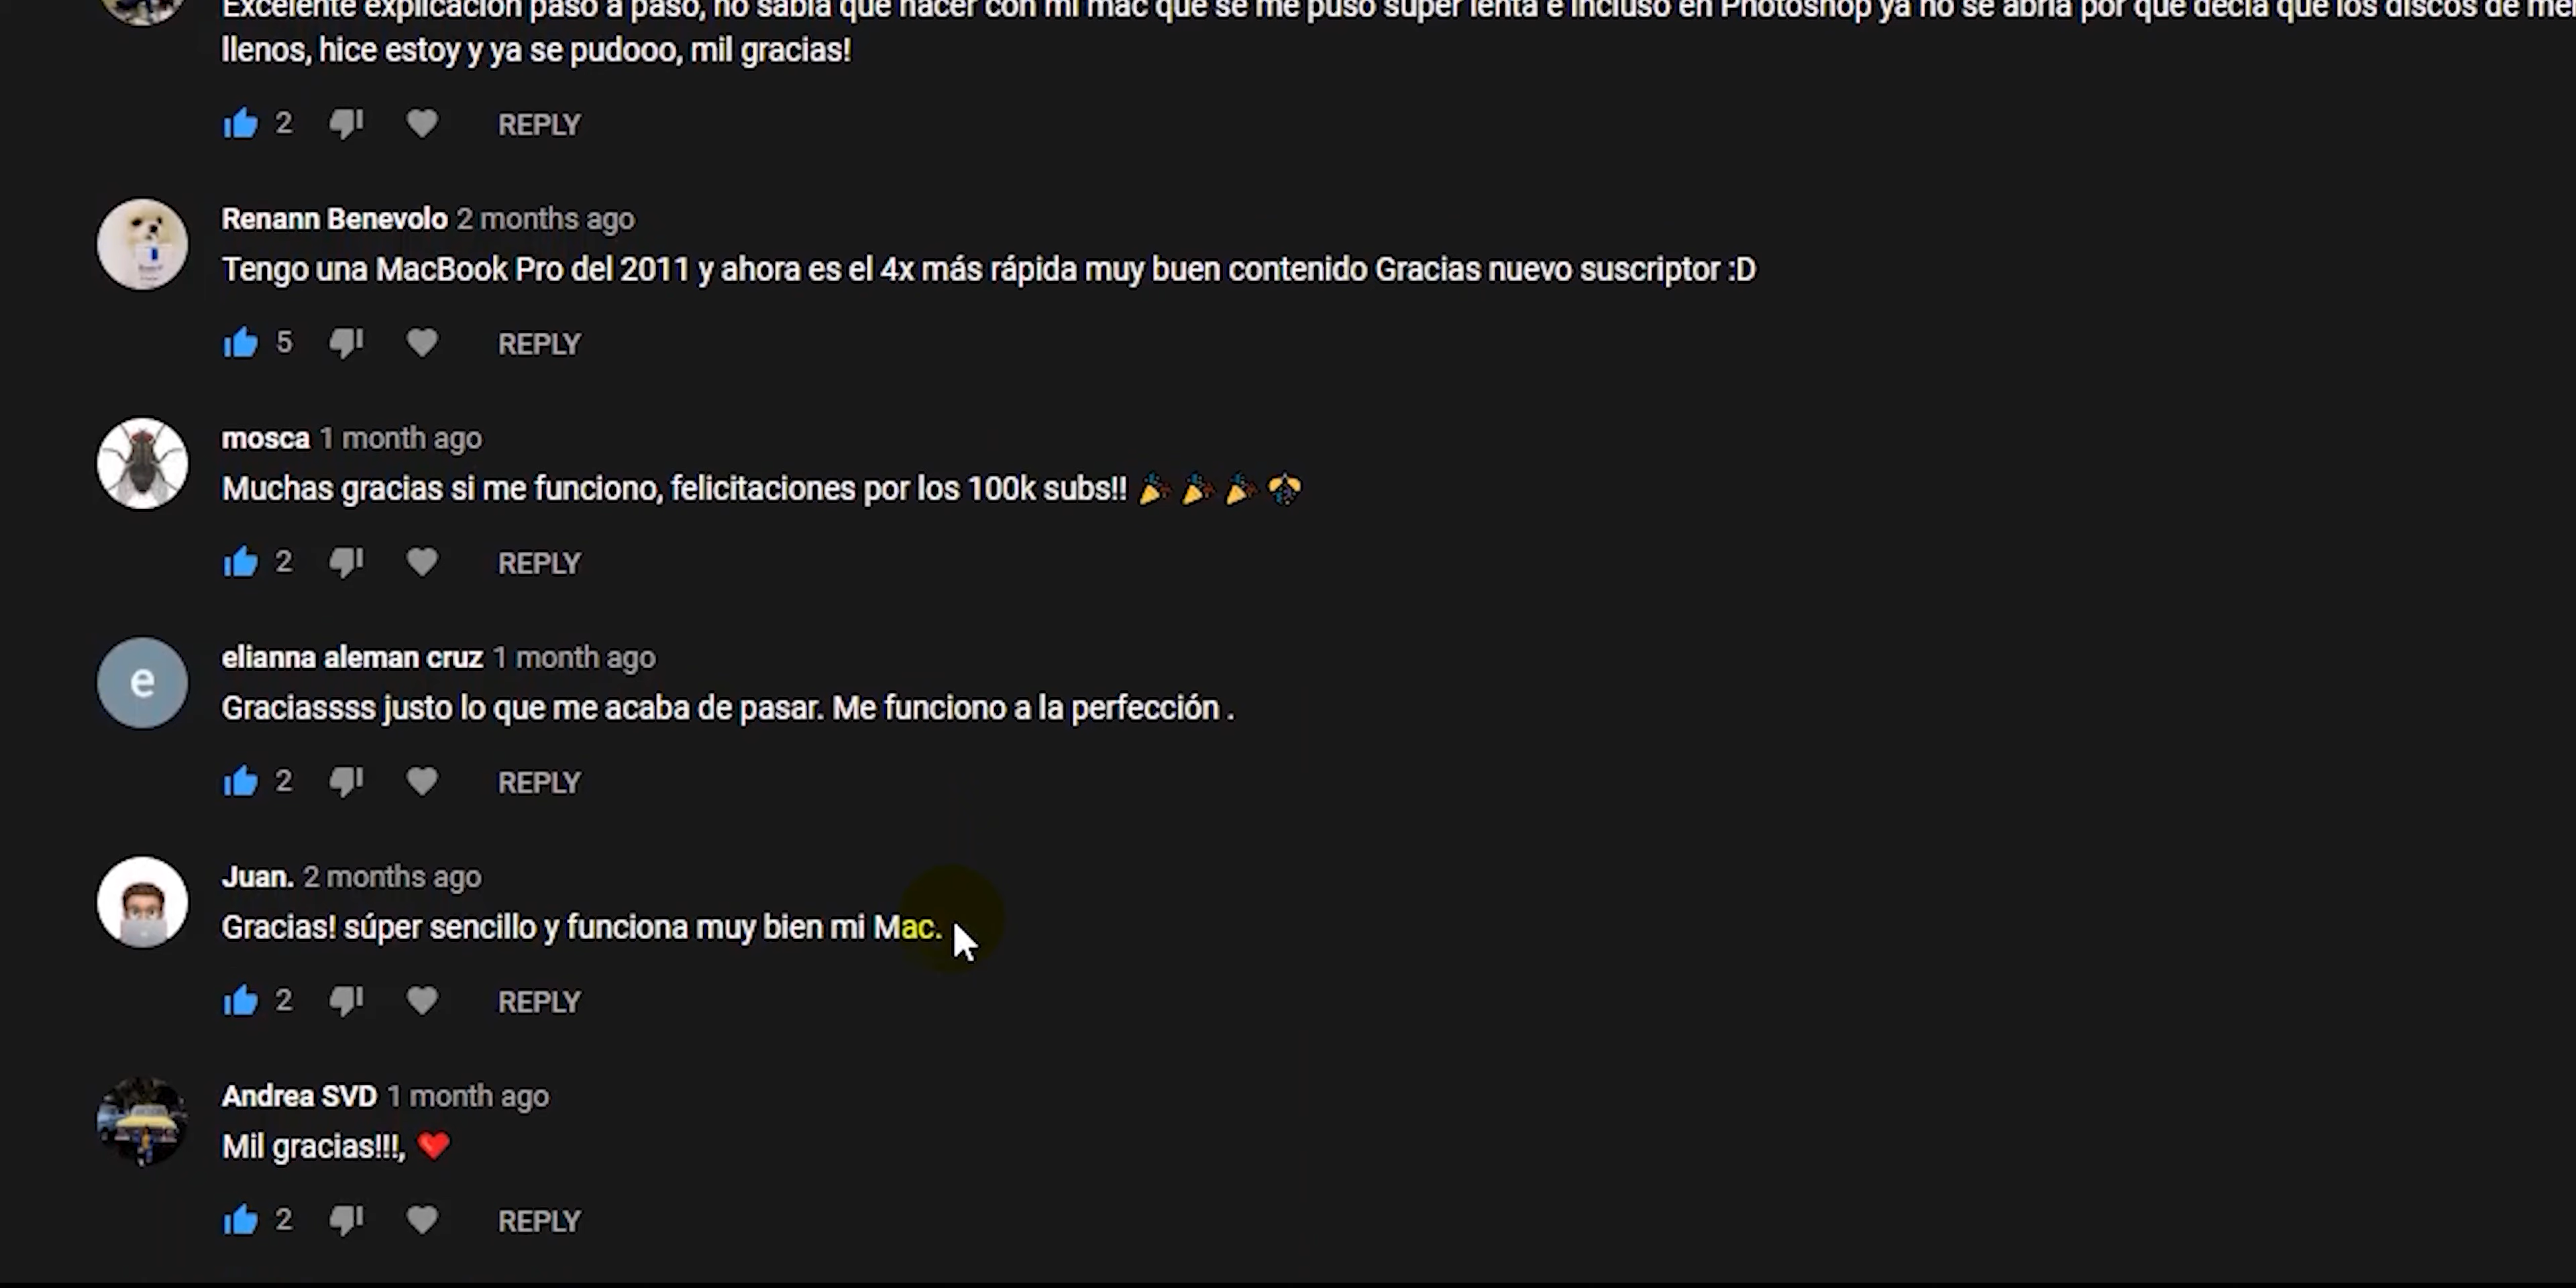 Excelente explicación paso a paso, no sabia que hacer con mi mac que se me puso super lenta e incluso en Photoshop ya no se abria por que decia que los discos de
llenos, hice estoy y ya se pudooo, mil gracias!
2 REPLY
Renann Benevolo 2 months ago
Tengo una MacBook Pro del 2011 y ahora es el 4x más rápida muy buen contenido Gracias nuevo suscriptor :D
5 REPLY
mosca 1 month ago
Muchas gracias si me funciono, felicitaciones por los 100k subs!! 🎉 🎉 🎉 🎊
2 REPLY
e
elianna aleman cruz 1 month ago
Graciassss justo lo que me acaba de pasar. Me funciono a la perfección .
2 REPLY
Juan. 2 months ago
Gracias! súper sencillo y funciona muy bien mi Mac.
2 REPLY
Andrea SVD 1 month ago
Mil gracias!!!, ❤️
2 REPLY